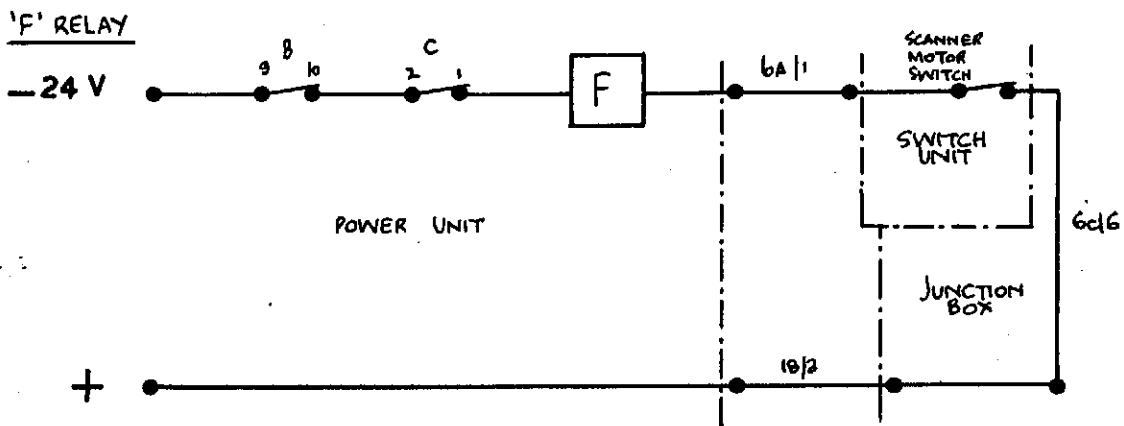 'F' RELAY
B
C
9 10
2 1
— 24 V
F
6A/1
SCANNER
MOTOR
SWITCH
SWITCH
UNIT
POWER UNIT
6c/6
JUNCTION
BOX
18/2
+